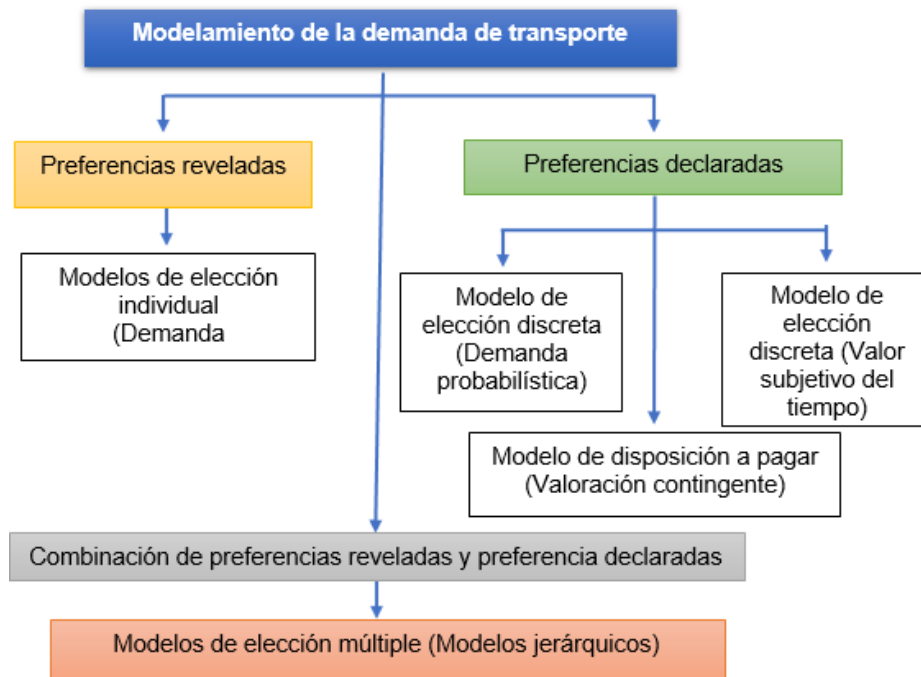 Modelamiento de la demanda de transporte
Preferencias reveladas
Preferencias declaradas
Modelos de elección
individual
(Demanda
Modelo de
elección discreta
(Demanda
probabilística)
Modelo de
elección
discreta (Valor
subjetivo del
tiempo)
Modelo de disposición a pagar
(Valoración contingente)
Combinación de preferencias reveladas y preferencia declaradas
Modelos de elección múltiple (Modelos jerárquicos)